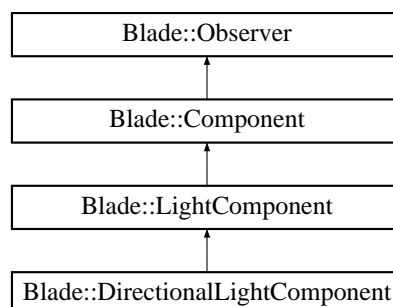 Blade::Observer
Blade::Component
Blade::LightComponent
Blade::DirectionalLightComponent